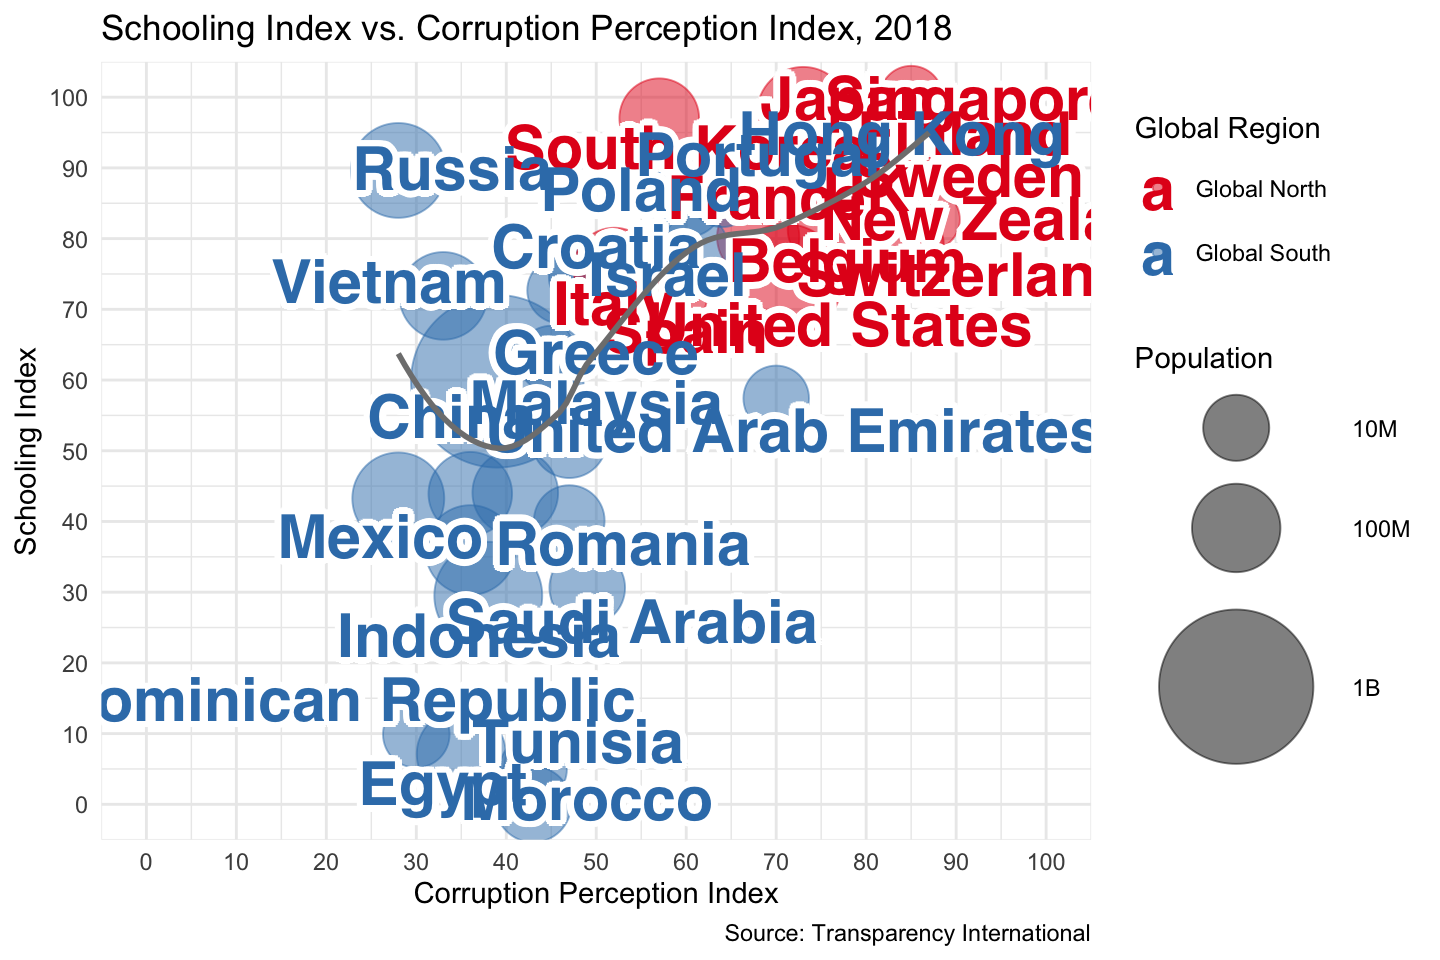 Schooling Index vs. Corruption Perception Index, 2018
Schooling Index
100
90
80
70
60
50
40
30
20
10
0
Japan
Singapore
South Korea
Hong Kong
Portugal
Russia
Poland
France
UK
Sweden
New Zeala
Croatia
Belgium
Israel
Vietnam
Switzerlan
Italy
United States
Spain
Greece
Malaysia
China
United Arab Emirates
Mexico
Romania
Saudi Arabia
Indonesia
ominican Republic
Tunisia
Egypt
Morocco
0 10 20 30 40 50 60 70 80 90 100
Corruption Perception Index
Source: Transparency International
Global Region
a Global North
a Global South
Population
10M
100M
1B